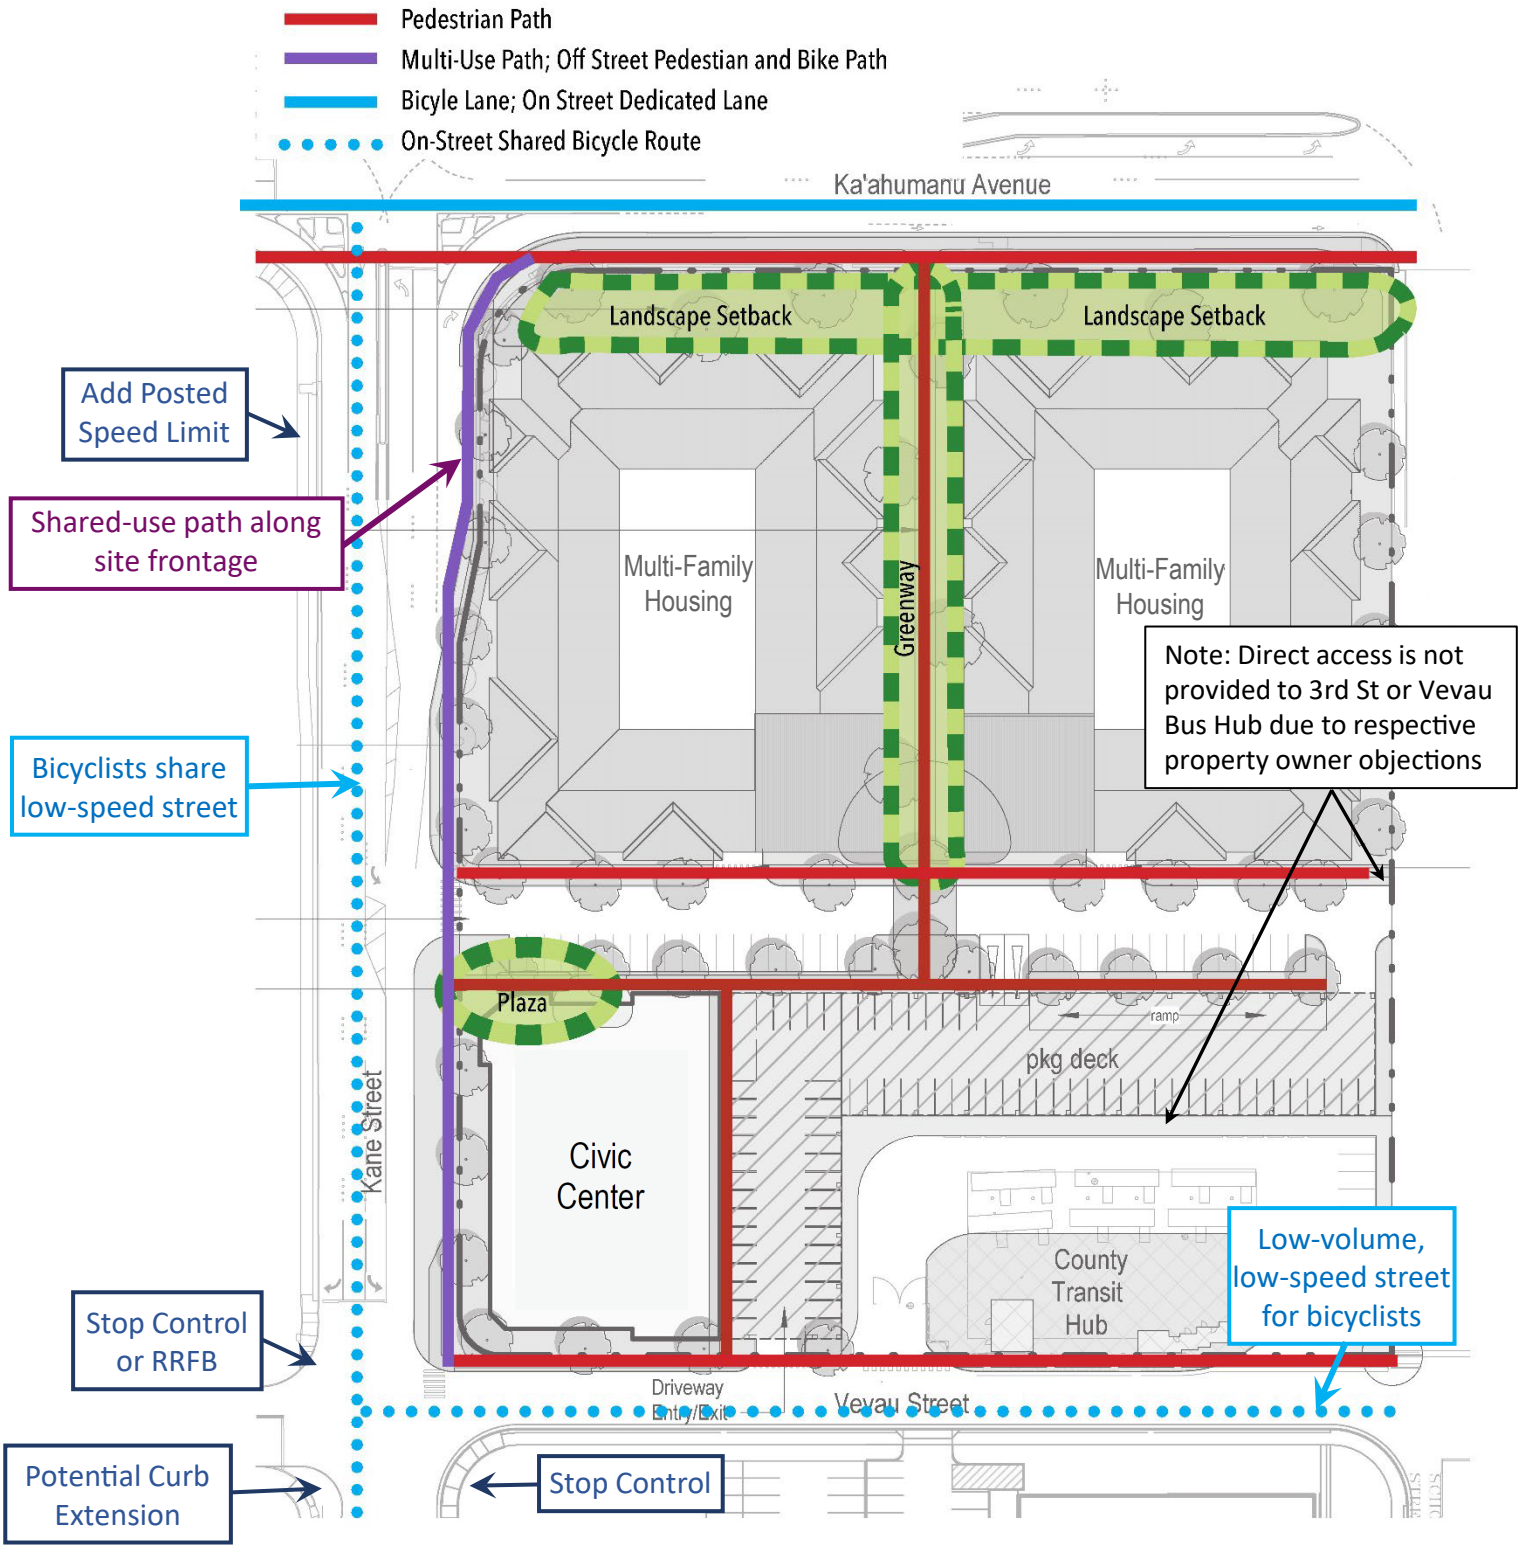 Pedestrian Path
Multi-Use Path; Off Street Pedestian and Bike Path
Bicyle Lane; On Street Dedicated Lane
On-Street Shared Bicycle Route
Ka'ahumanu Avenue
Landscape Setback
Landscape Setback
Add Posted
Speed Limit
Shared-use path along
site frontage
Multi-Family
Housing
Greenway
Multi-Family
Housing
Note: Direct access is not
provided to 3rd St or Vevau
Bus Hub due to respective
property owner objections
Bicyclists share
low-speed street
Plaza
ramp
pkg deck
Kane Street
Civic
Center
County
Transit
Hub
Low-volume,
low-speed street
for bicyclists
Stop Control
or RRFB
Driveway
Entry/Exit
Vevau Street
Potential Curb
Extension
Stop Control